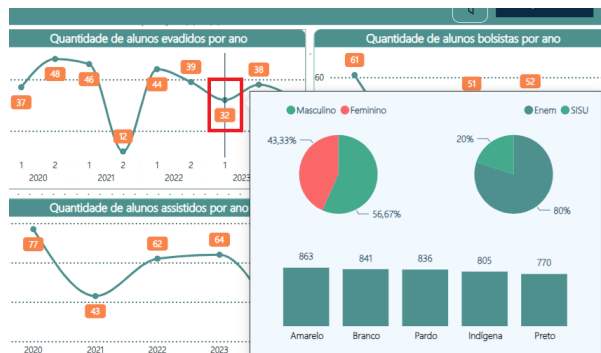 Quantidade de alunos evadidos por ano
37
48
46
12
44
39
32
38
1 2 1 2 1 2 1
2020 2021 2022 2023
Quantidade de alunos bolsistas por ano
60
61
51
52
Masculino Feminino
43,33%
56,67%
Enem SISU
20%
80%
863 841 836 805 770
Amarelo Branco Pardo Indígena Preto
Quantidade de alunos assistidos por ano
77
43
62
64
2020 2021 2022 2023